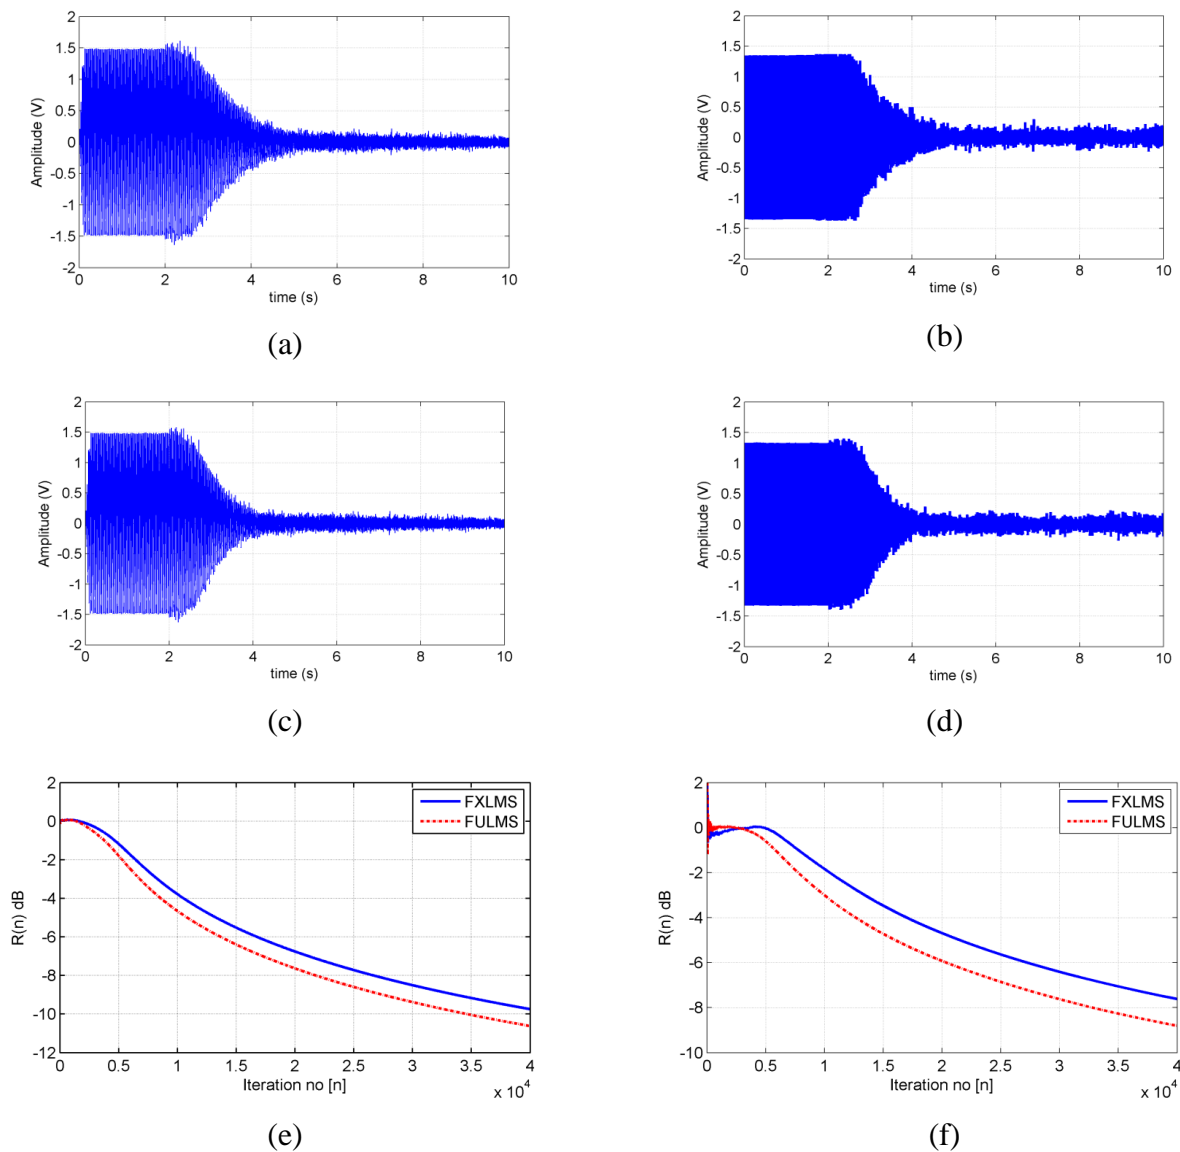 2
1.5
1
0.5
0
-0.5
-1
-1.5
-2
Amplitude (V)
0 2 4 6 8 10
time (s)
(a)
2
1.5
1
0.5
0
-0.5
-1
-1.5
-2
Amplitude (V)
0 2 4 6 8 10
time (s)
(b)
2
1.5
1
0.5
0
-0.5
-1
-1.5
-2
Amplitude (V)
0 2 4 6 8 10
time (s)
(c)
2
1.5
1
0.5
0
-0.5
-1
-1.5
-2
Amplitude (V)
0 2 4 6 8 10
time (s)
(d)
2
0
-2
-4
-6
-8
-10
-12
R(n) dB
FXLMS
FULMS
0 0.5 1 1.5 2 2.5 3 3.5 4
Iteration no [n]
x 10^4
(e)
2
0
-2
-4
-6
-8
-10
R(n) dB
FXLMS
FULMS
0 0.5 1 1.5 2 2.5 3 3.5 4
Iteration no [n]
x 10^4
(f)